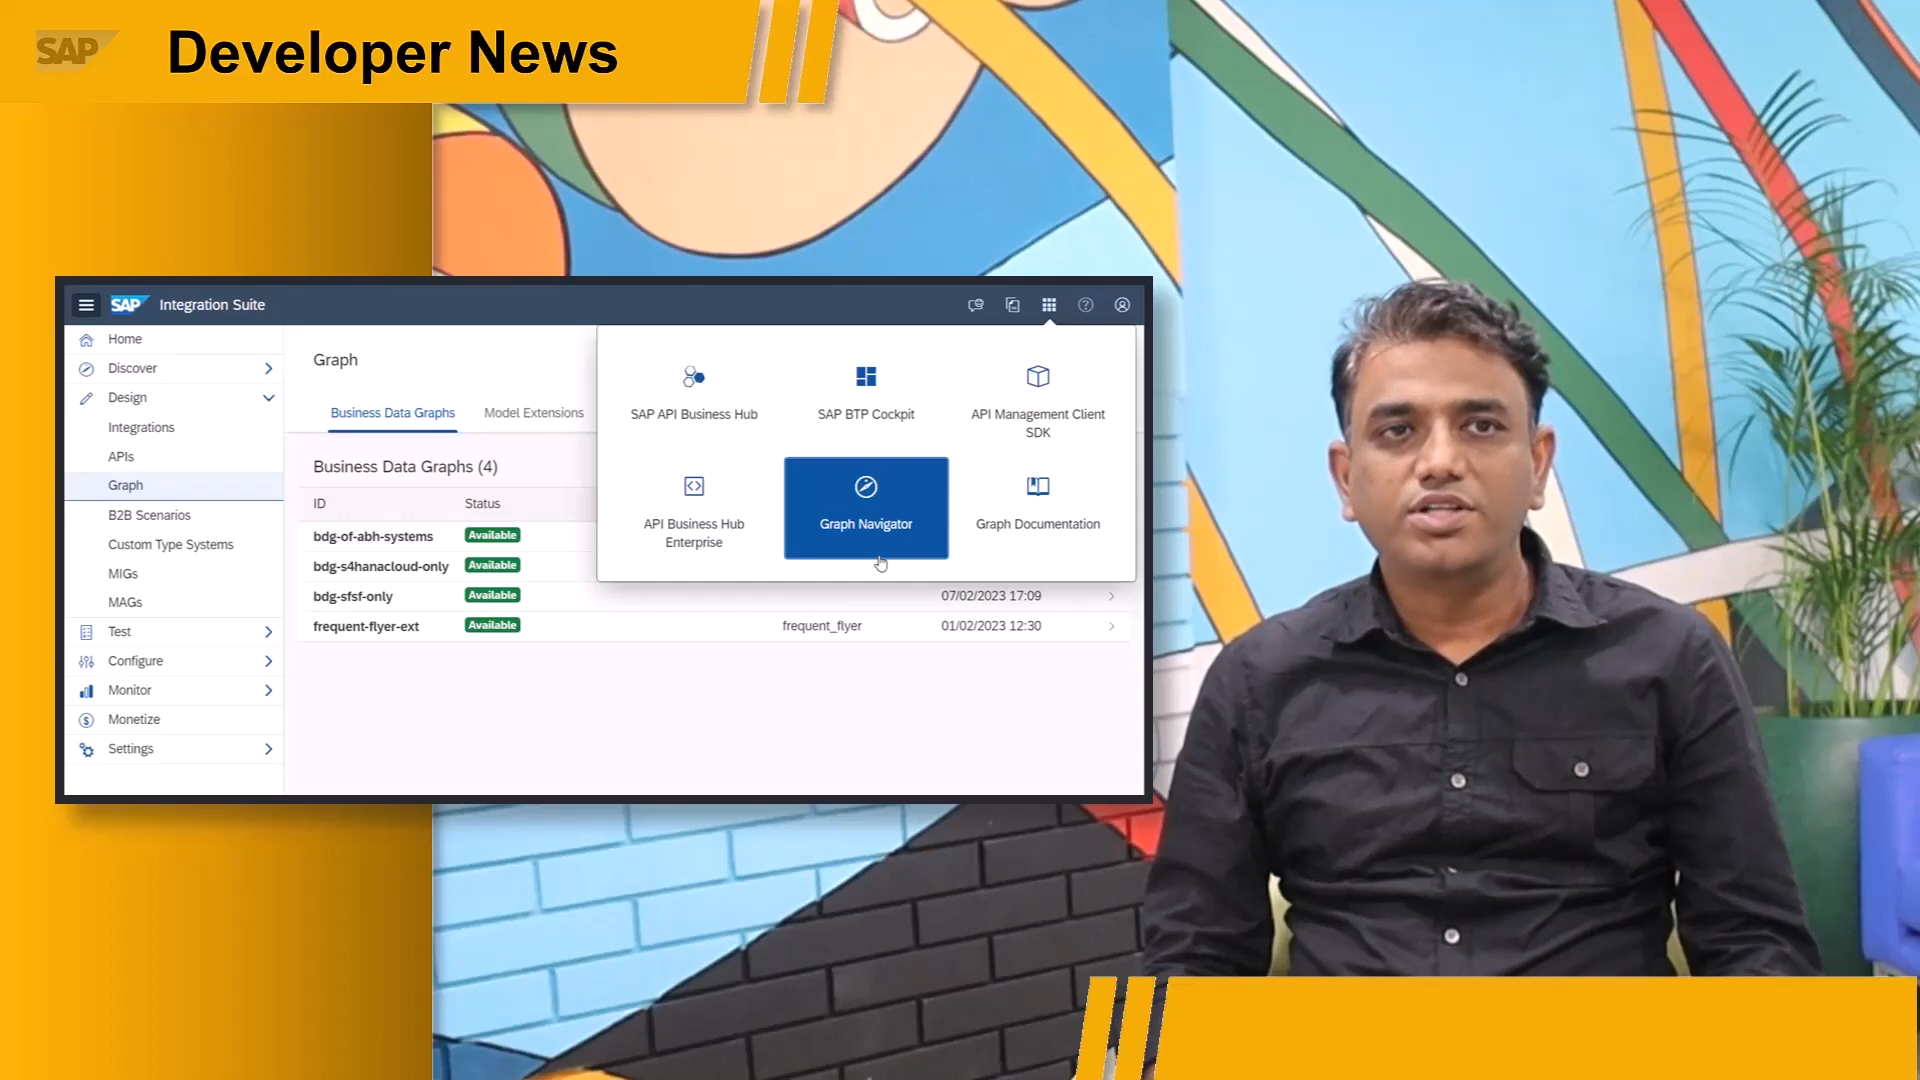 SAP
Developer News
SAP
Integration Suite
Home
Discover
Design
Integrations
APIs
Graph
B2B Scenarios
Custom Type Systems
MIGs
MAGs
Test
Configure
Monitor
Monetize
Settings
Graph
Business Data Graphs
Model Extensions
Business Data Graphs (4)
ID
Status
bdg-of-abh-systems
Available
bdg-s4hanacloud-only
Available
bdg-sfsf-only
Available
07/02/2023 17:09
frequent-flyer-ext
Available
frequent_flyer
01/02/2023 12:30
SAP API Business Hub
SAP BTP Cockpit
API Management Client
SDK
API Business Hub
Enterprise
Graph Navigator
Graph Documentation